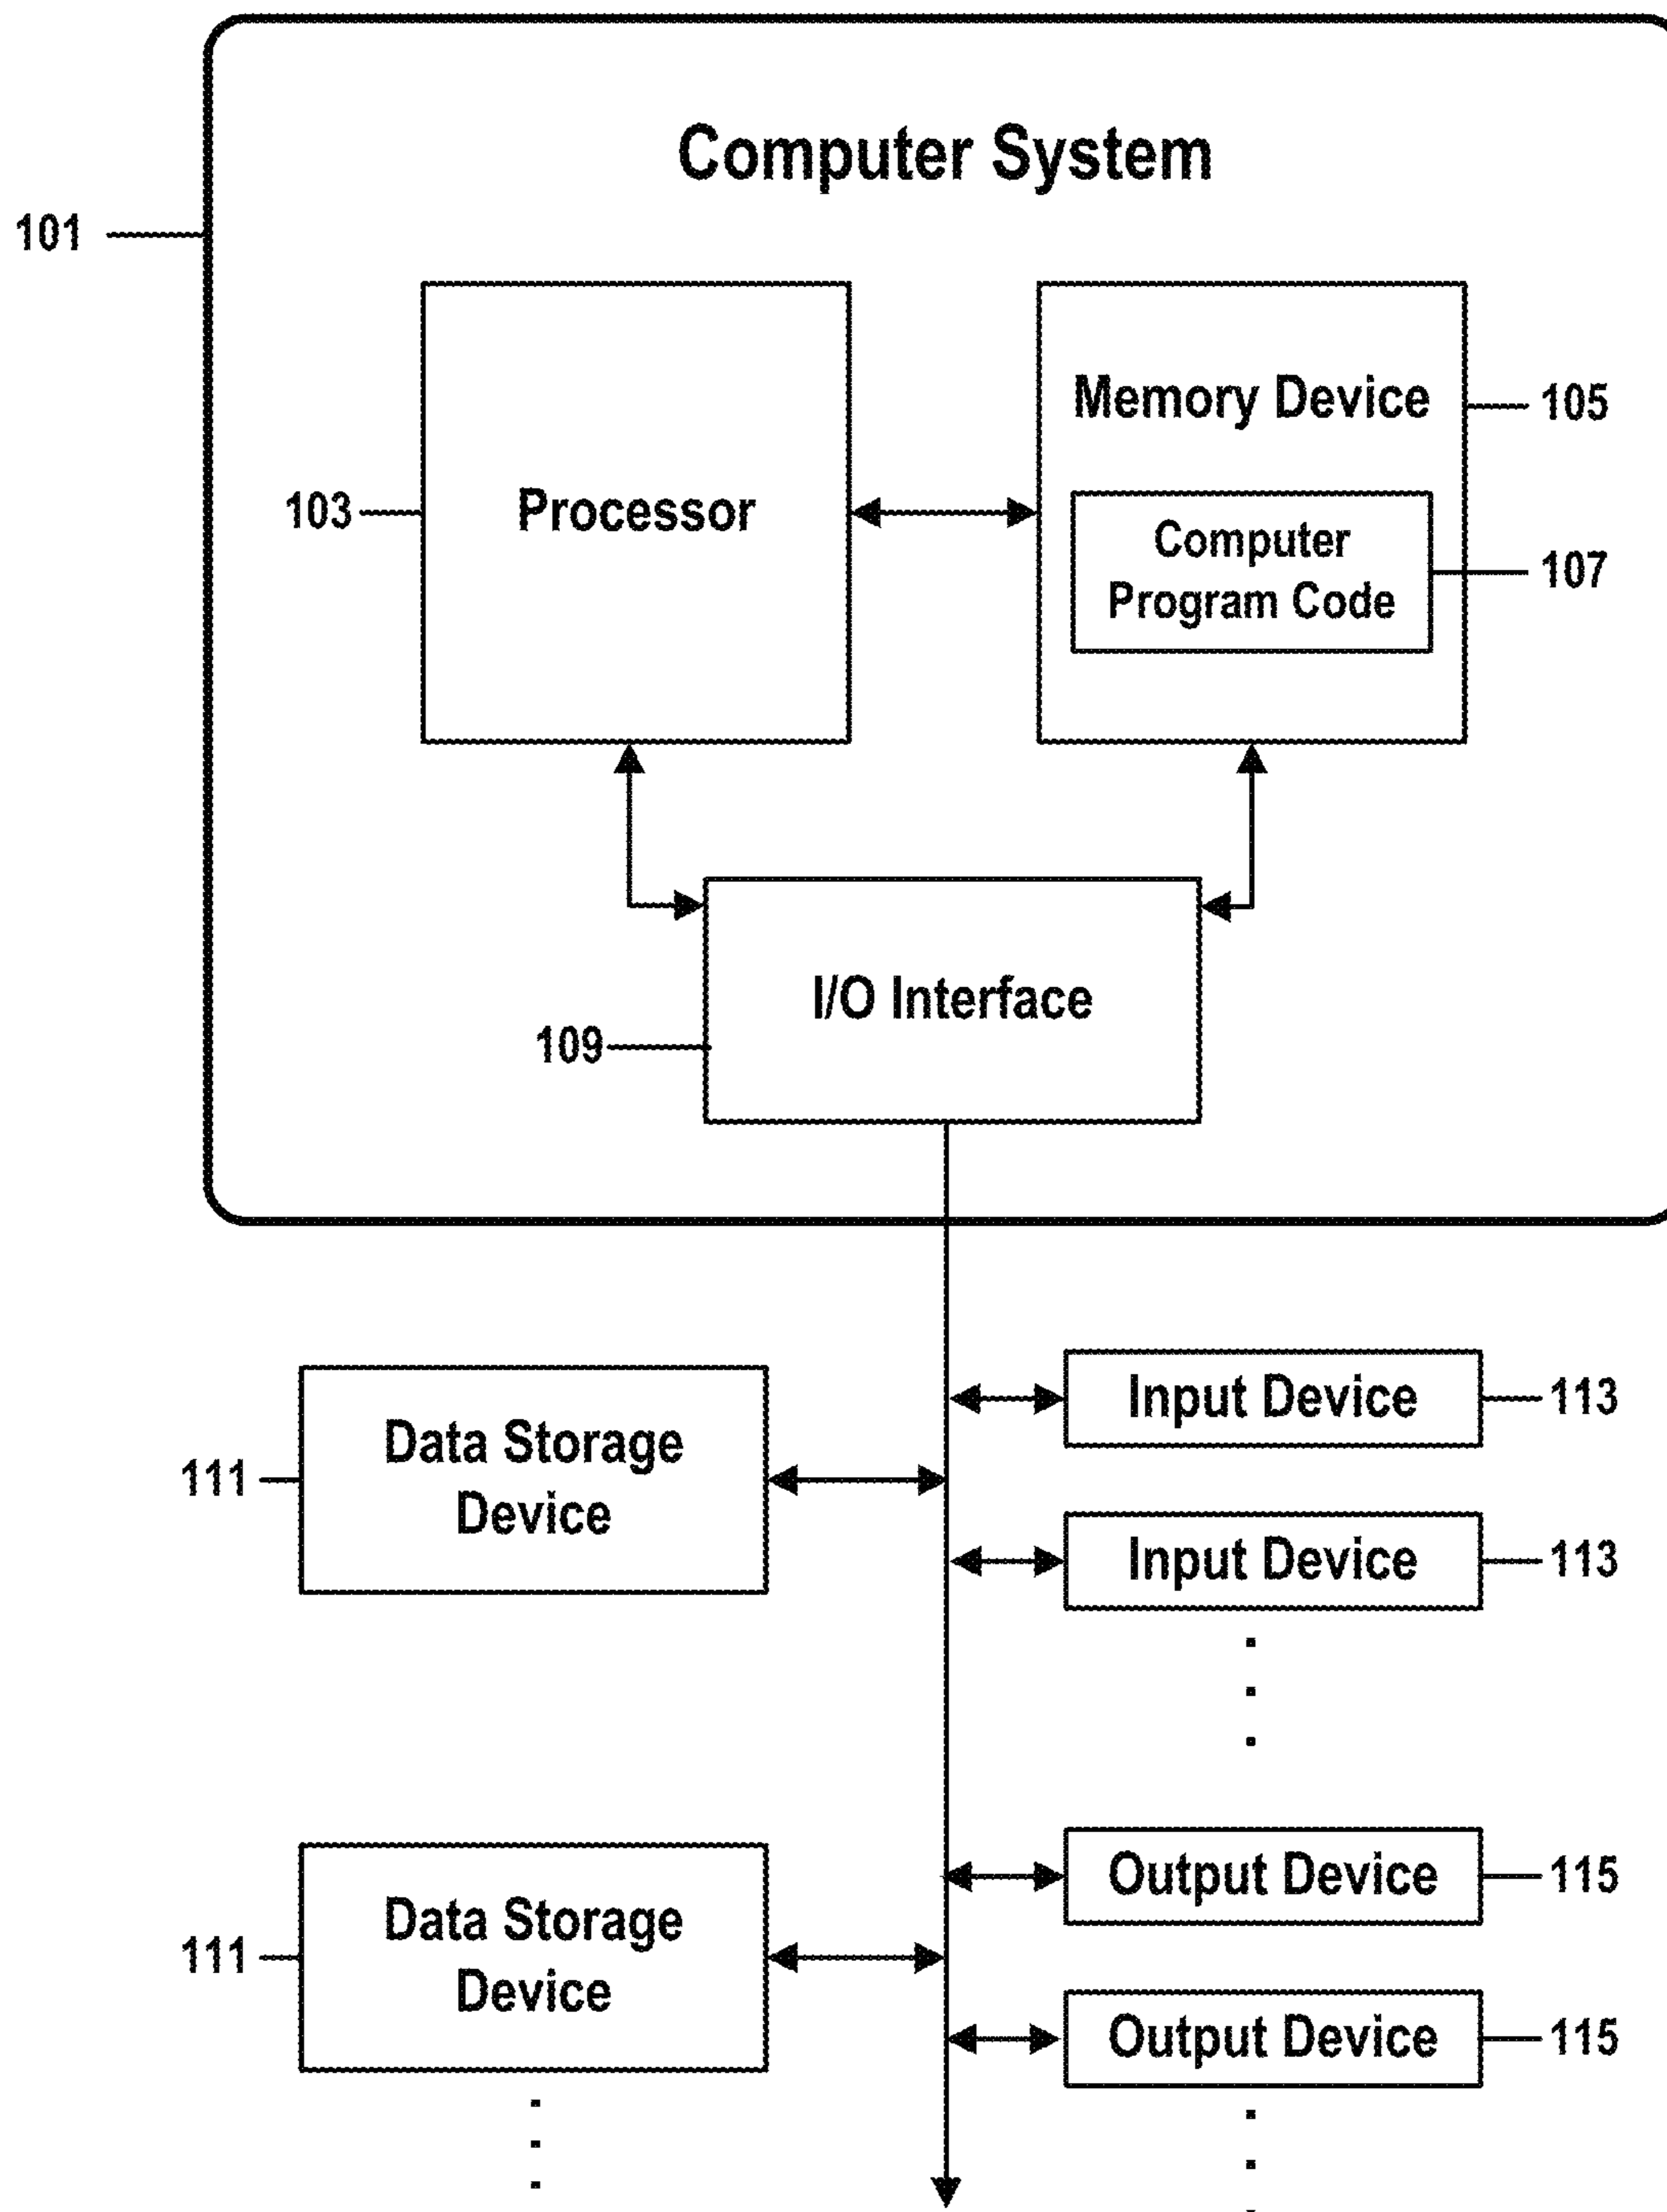 Computer System
101
Processor
103
Memory Device
105
Computer
Program Code
107
I/O Interface
109
Data Storage
Device
111
Input Device
113
Input Device
113
Data Storage
Device
111
Output Device
115
Output Device
115